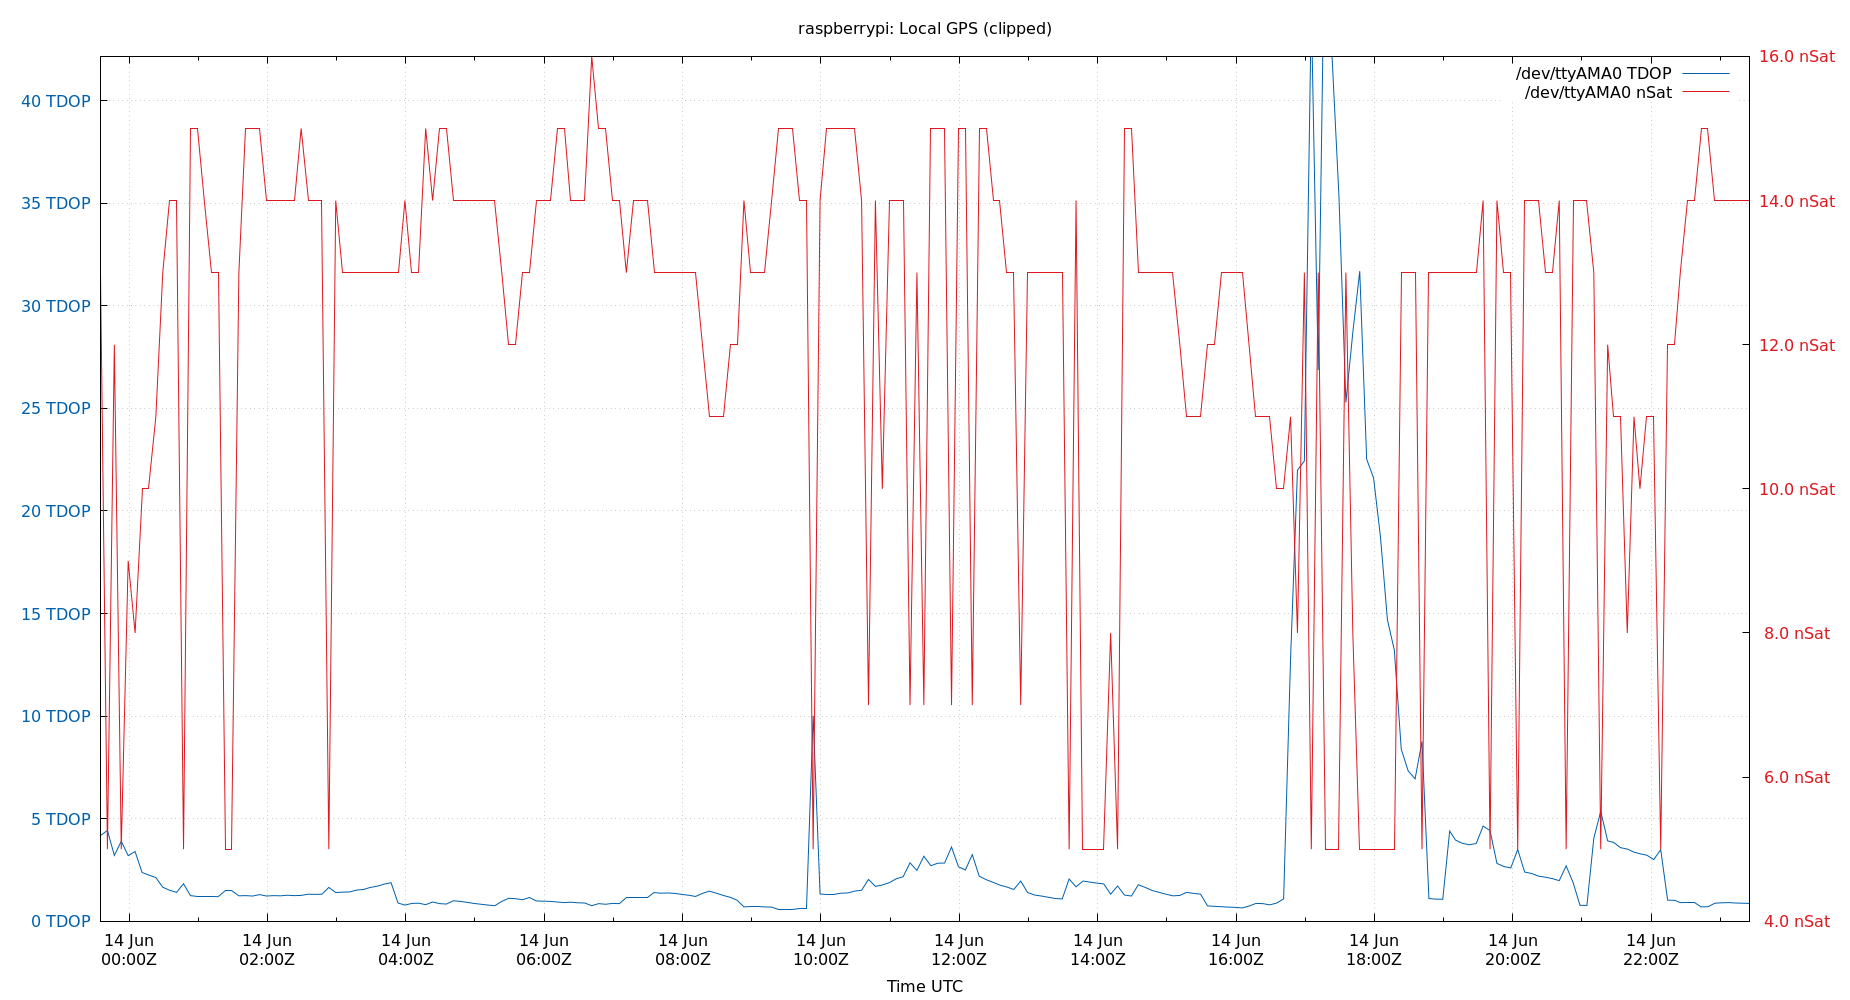 raspberrypi: Local GPS (clipped)
/dev/ttyAMA0 TDOP
/dev/ttyAMA0 nSat
40 TDOP
35 TDOP
30 TDOP
25 TDOP
20 TDOP
15 TDOP
10 TDOP
5 TDOP
0 TDOP
16.0 nSat
14.0 nSat
12.0 nSat
10.0 nSat
8.0 nSat
6.0 nSat
4.0 nSat
14 Jun
00:00Z
14 Jun
02:00Z
14 Jun
04:00Z
14 Jun
06:00Z
14 Jun
08:00Z
14 Jun
10:00Z
14 Jun
12:00Z
14 Jun
14:00Z
14 Jun
16:00Z
14 Jun
18:00Z
14 Jun
20:00Z
14 Jun
22:00Z
Time UTC